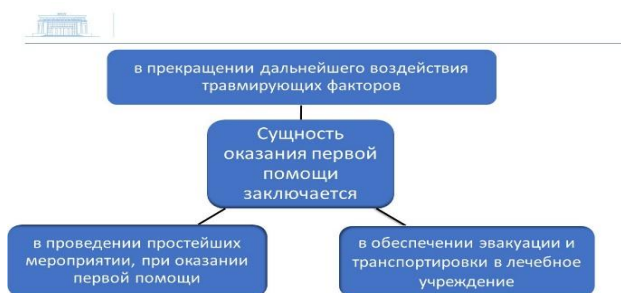 в прекращении дальнейшего воздействия
травмирующих факторов
Сущность
оказания первой
помощи
заключается
в проведении простейших
мероприятии, при оказании
первой помощи
в обеспечении эвакуации и
транспортировки в лечебное
учреждение